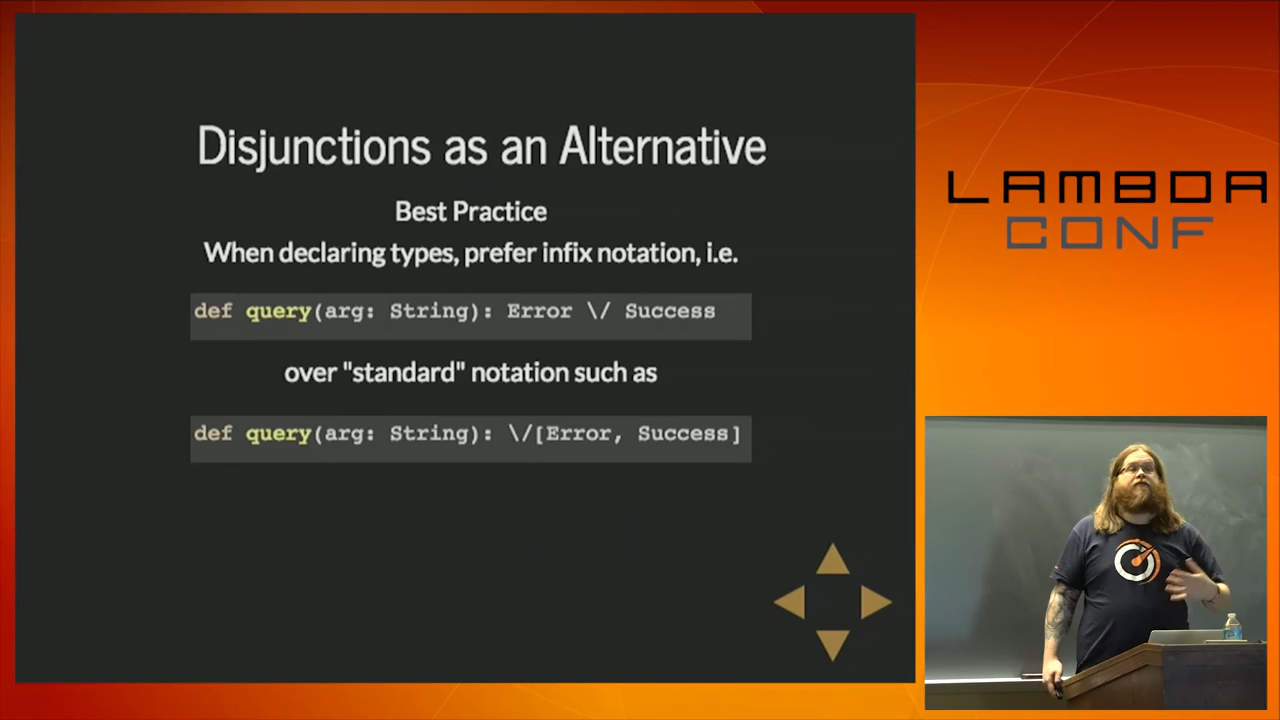 Disjunctions as an Alternative
Best Practice
When declaring types, prefer infix notation, i.e.
def query(arg: String): Error \/ Success
over "standard" notation such as
def query(arg: String): \/[Error, Success]
LAMBDA
CONF